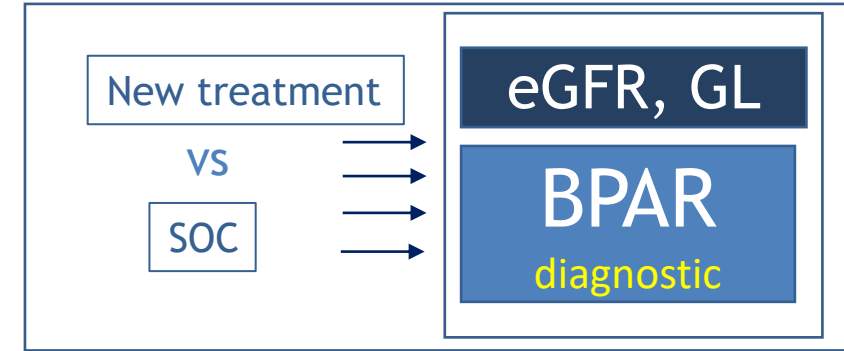 New treatment
vs
SOC
eGFR, GL
BPAR
diagnostic